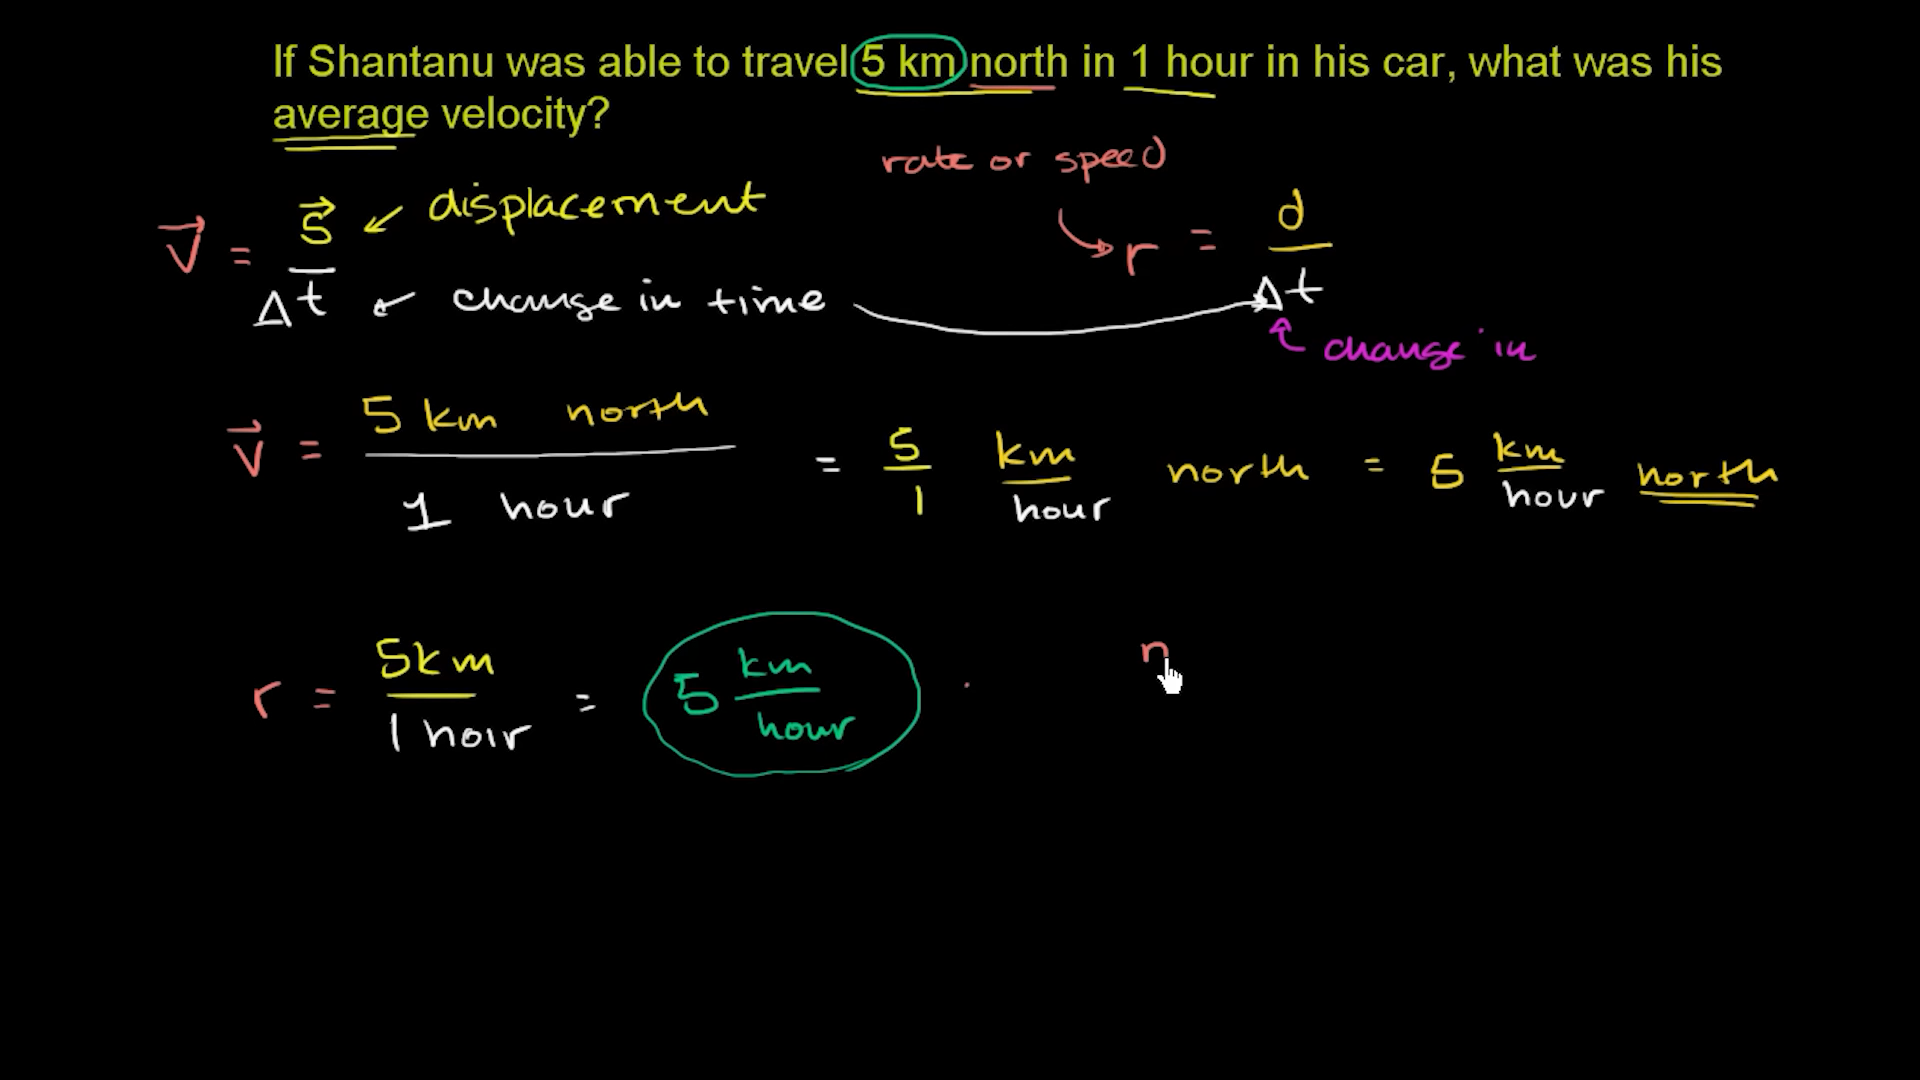 If Shantanu was able to travel 5 km north in 1 hour in his car, what was his
average velocity?
rate or speed
v⃗ = s⃗ / Δt
displacement
change in time
r = d / Δt
change in
v⃗ = 5 km north / 1 hour = 5/1 km/hour north = 5 km/hour north
r = 5km / 1 hoır = 5 km/hour
n